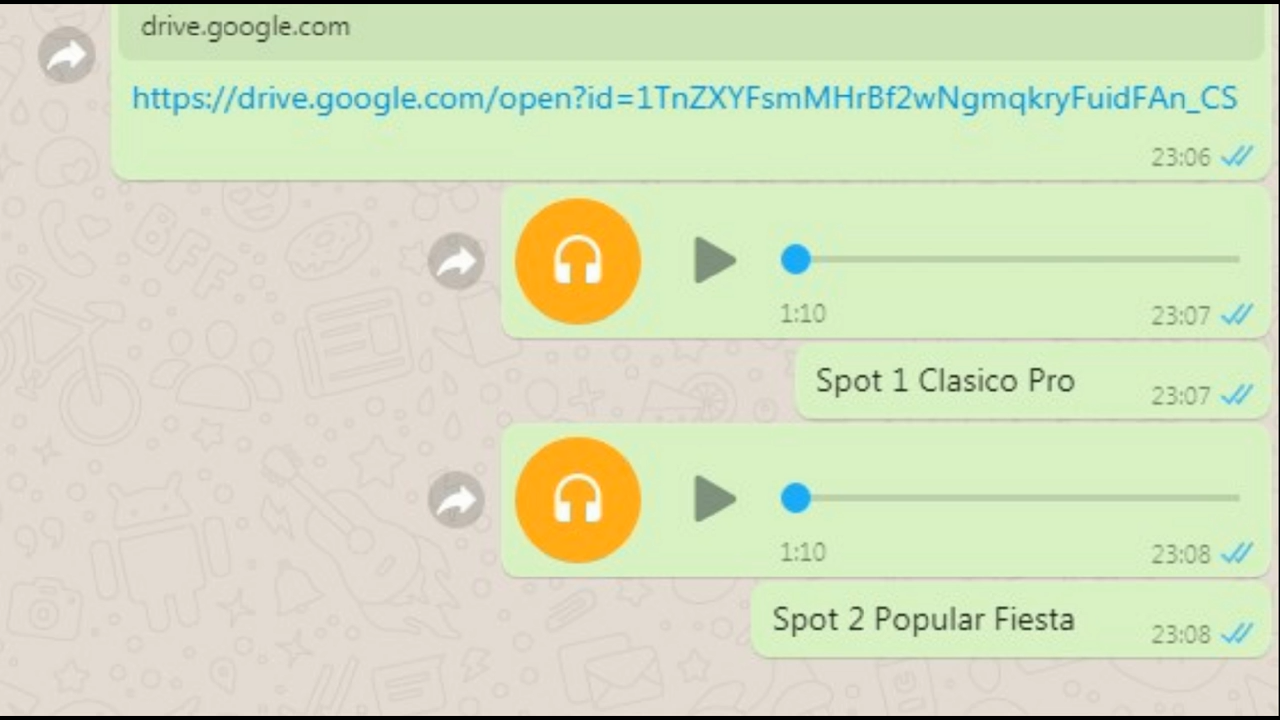 drive.google.com
https://drive.google.com/open?id=1TnZXYFsmMHrBf2wNgmqkryFuidFAn_CS
23:06
1:10
23:07
Spot 1 Clasico Pro
23:07
1:10
23:08
Spot 2 Popular Fiesta
23:08